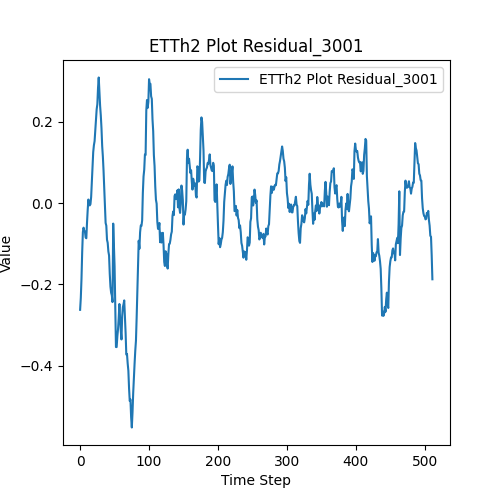 ETTh2 Plot Residual_3001
ETTh2 Plot Residual_3001
0.2
0.0
−0.2
−0.4
Value
0 100 200 300 400 500
Time Step